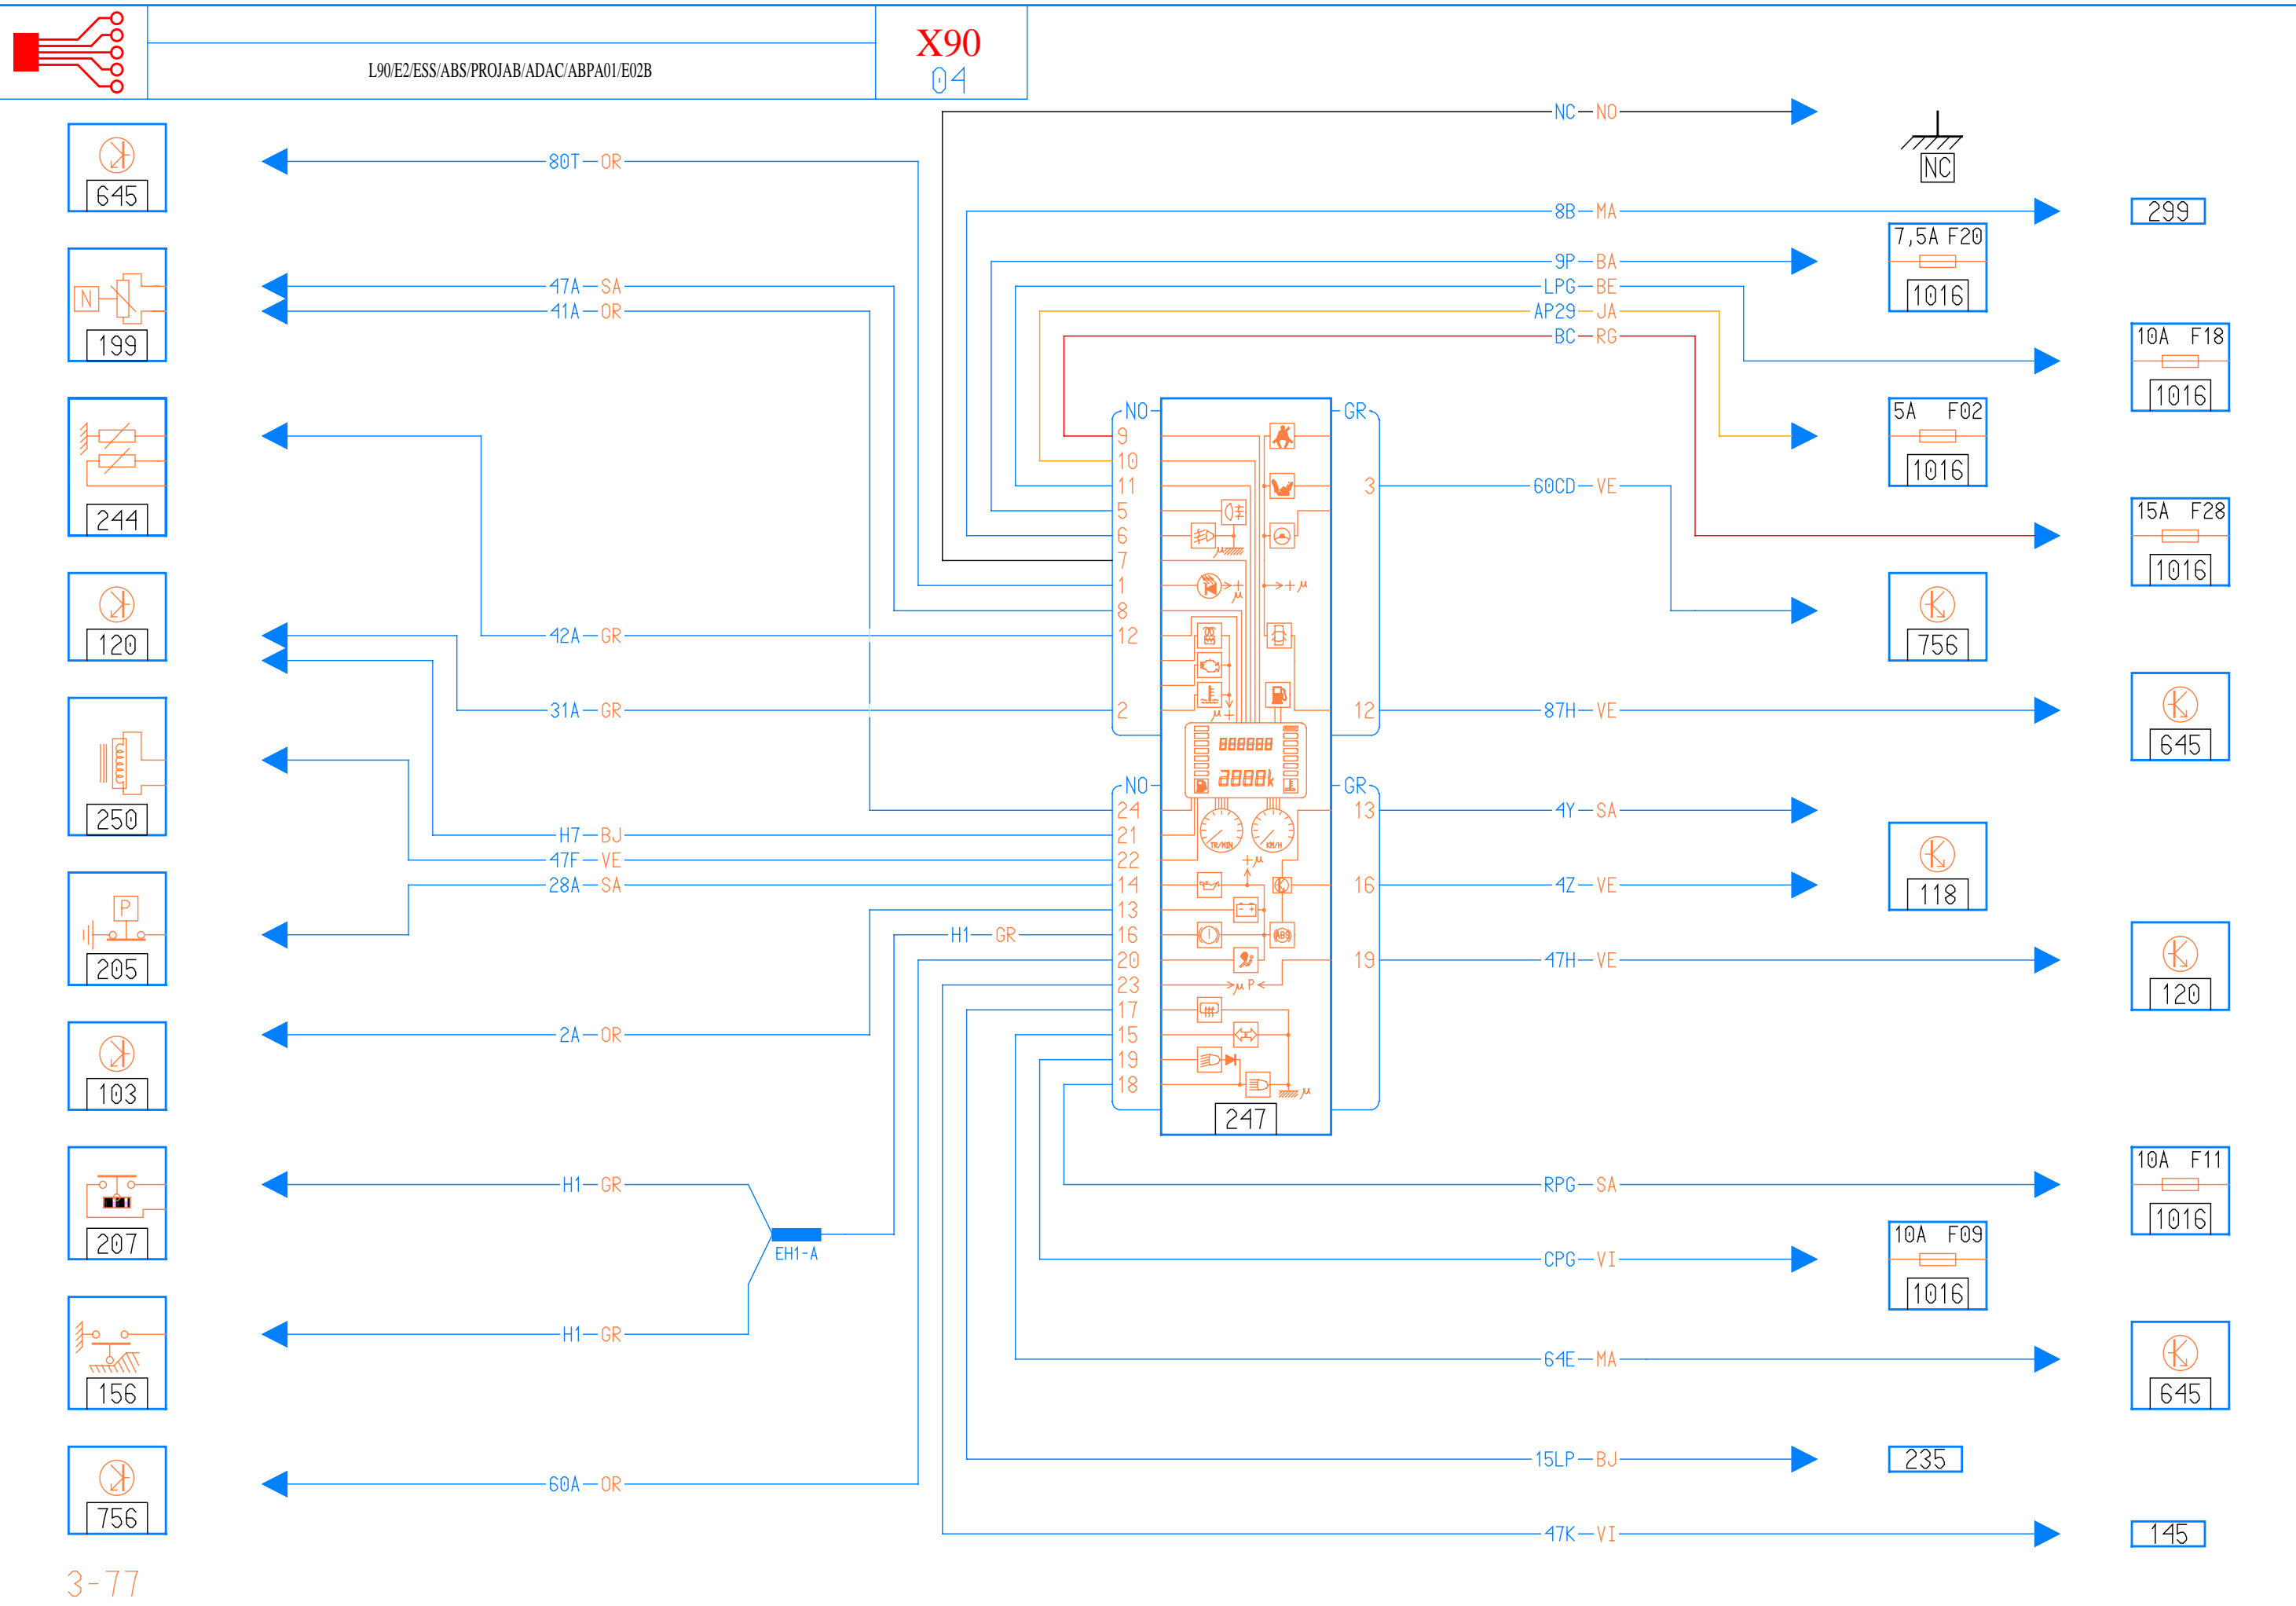 X90
L90/E2/ESS/ABS/PROJAB/ADAC/ABPA01/E02B
04
NC NO
NC
645
80T OR
8B MA
299
199
N
47A SA
41A OR
9P BA
LPG BE
AP29 JA
BC RG
7,5A F20
1016
10A F18
1016
244
42A GR
5A F02
1016
15A F28
1016
120
31A GR
H7 BJ
60CD VE
756
250
47F VE
87H VE
645
NO
9
10
11
5
6
7
1
8
12
2
GR
3
12
µ
+
µ
+ µ
µ +
NO
24
21
22
14
13
16
20
23
17
15
19
18
GR
13
16
19
TR/MIN
KM/H
+ µ
ABS
µ P
µ
247
205
P
28A SA
4Y SA
4Z VE
118
103
2A OR
H1 GR
47H VE
120
207
H1 GR
EH1-A
RPG SA
10A F11
1016
156
H1 GR
CPG VI
10A F09
1016
64E MA
645
756
60A OR
15LP BJ
235
47K VI
145
3-77